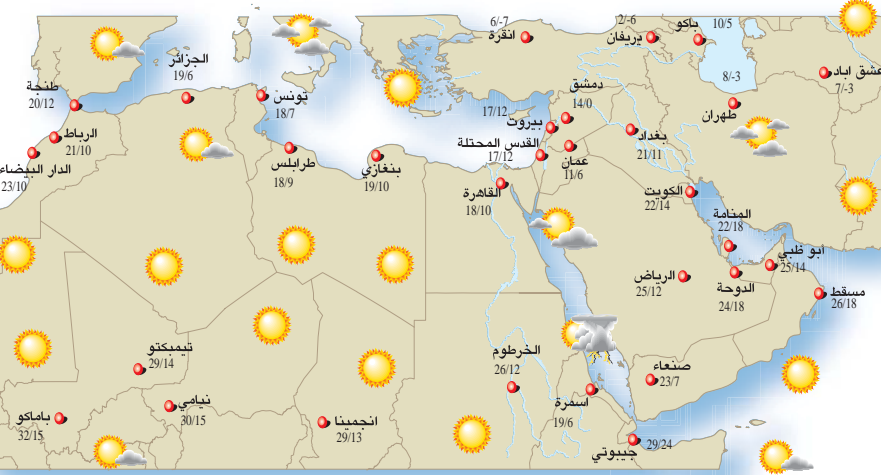 6/-7
انقرة
2/-6
يريفان
باكو
10/5
8/-3
طهران
عشق اباد
7/-3
الجزائر
19/6
طنجة
20/12
الرباط
21/10
الدار البيضاء
23/10
تونس
18/7
طرابلس
18/9
بنغازي
19/10
دمشق
14/0
17/12
بيروت
القدس المحتلة
17/12
عمان
11/6
بغداد
21/11
القاهرة
18/10
الكويت
22/14
المنامة
22/18
ابو ظبي
25/14
الرياض
25/12
الدوحة
24/18
مسقط
26/18
الخرطوم
26/12
صنعاء
23/7
اسمرة
19/6
29/24
جيبوتي
تيمبكتو
29/14
نيامي
30/15
باماكو
32/15
انجمينا
29/13